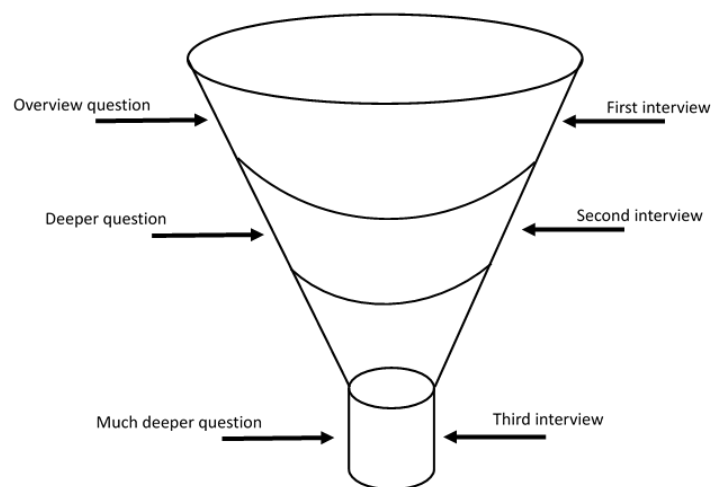 Overview question
First interview
Deeper question
Second interview
Much deeper question
Third interview